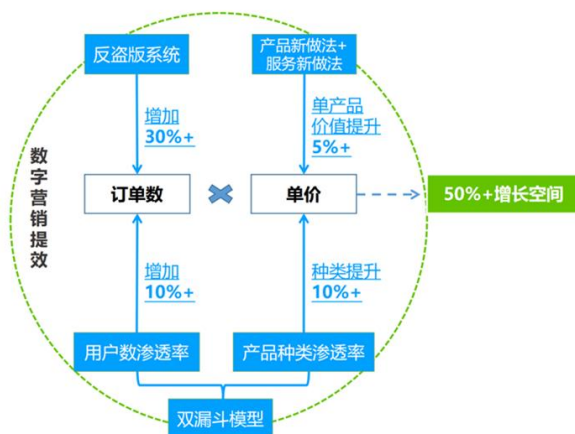 反盗版系统
产品新做法+
服务新做法
增加
30%+
单产品
价值提升
5%+
数字营销提效
订单数
单价
50%+增长空间
增加
10%+
种类提升
10%+
用户数渗透率
产品种类渗透率
双漏斗模型